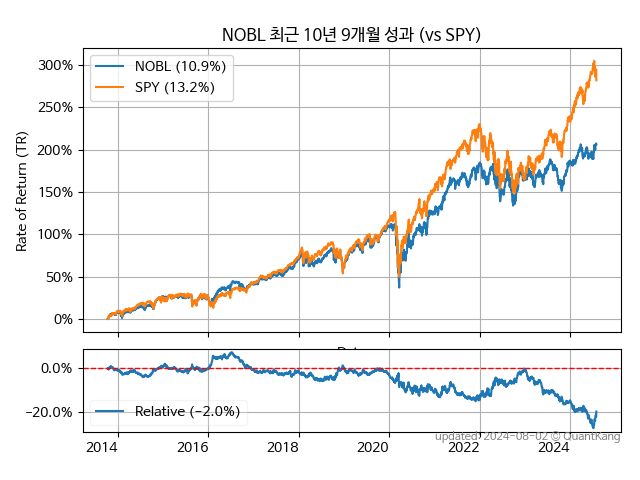 NOBL 최근 10년 9개월 성과 (vs SPY)
NOBL (10.9%)
SPY (13.2%)
300%
250%
200%
150%
100%
50%
0%
Rate of Return (TR)
0.0%
−20.0%
Relative (−2.0%)
2014 2016 2018 2020 2022 2024
updated: 2024-08-02 © QuantKang